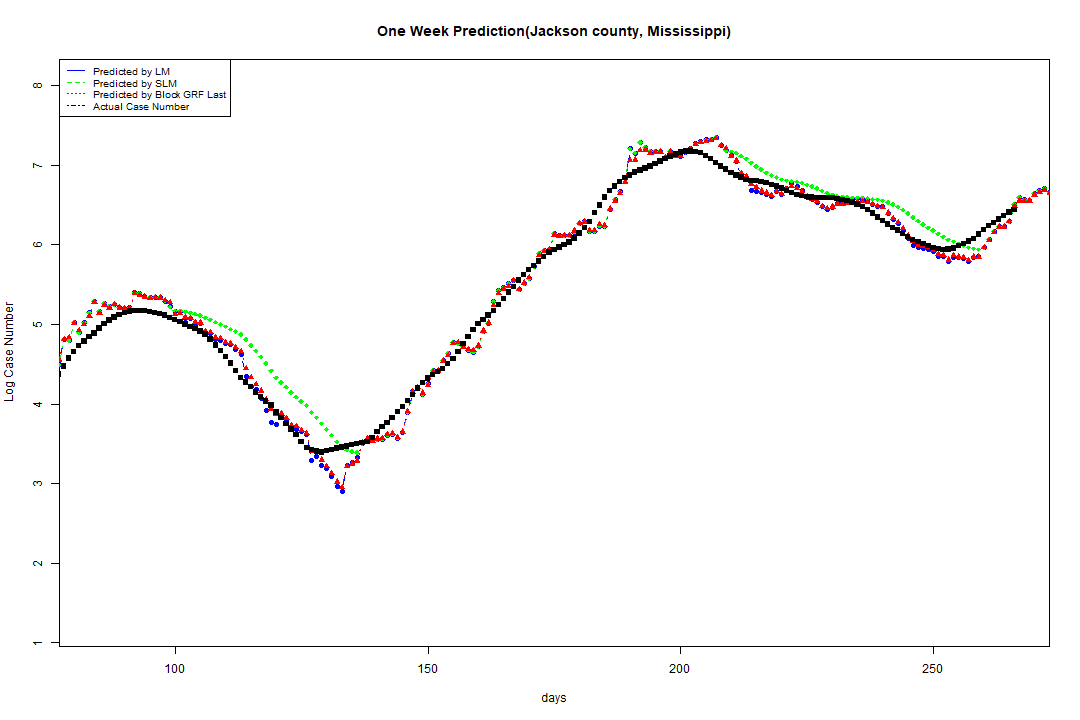 One Week Prediction(Jackson county, Mississippi)
Predicted by LM
Predicted by SLM
Predicted by Block GRF Last
Actual Case Number
8
7
6
5
4
3
2
1
Log Case Number
100 150 200 250
days